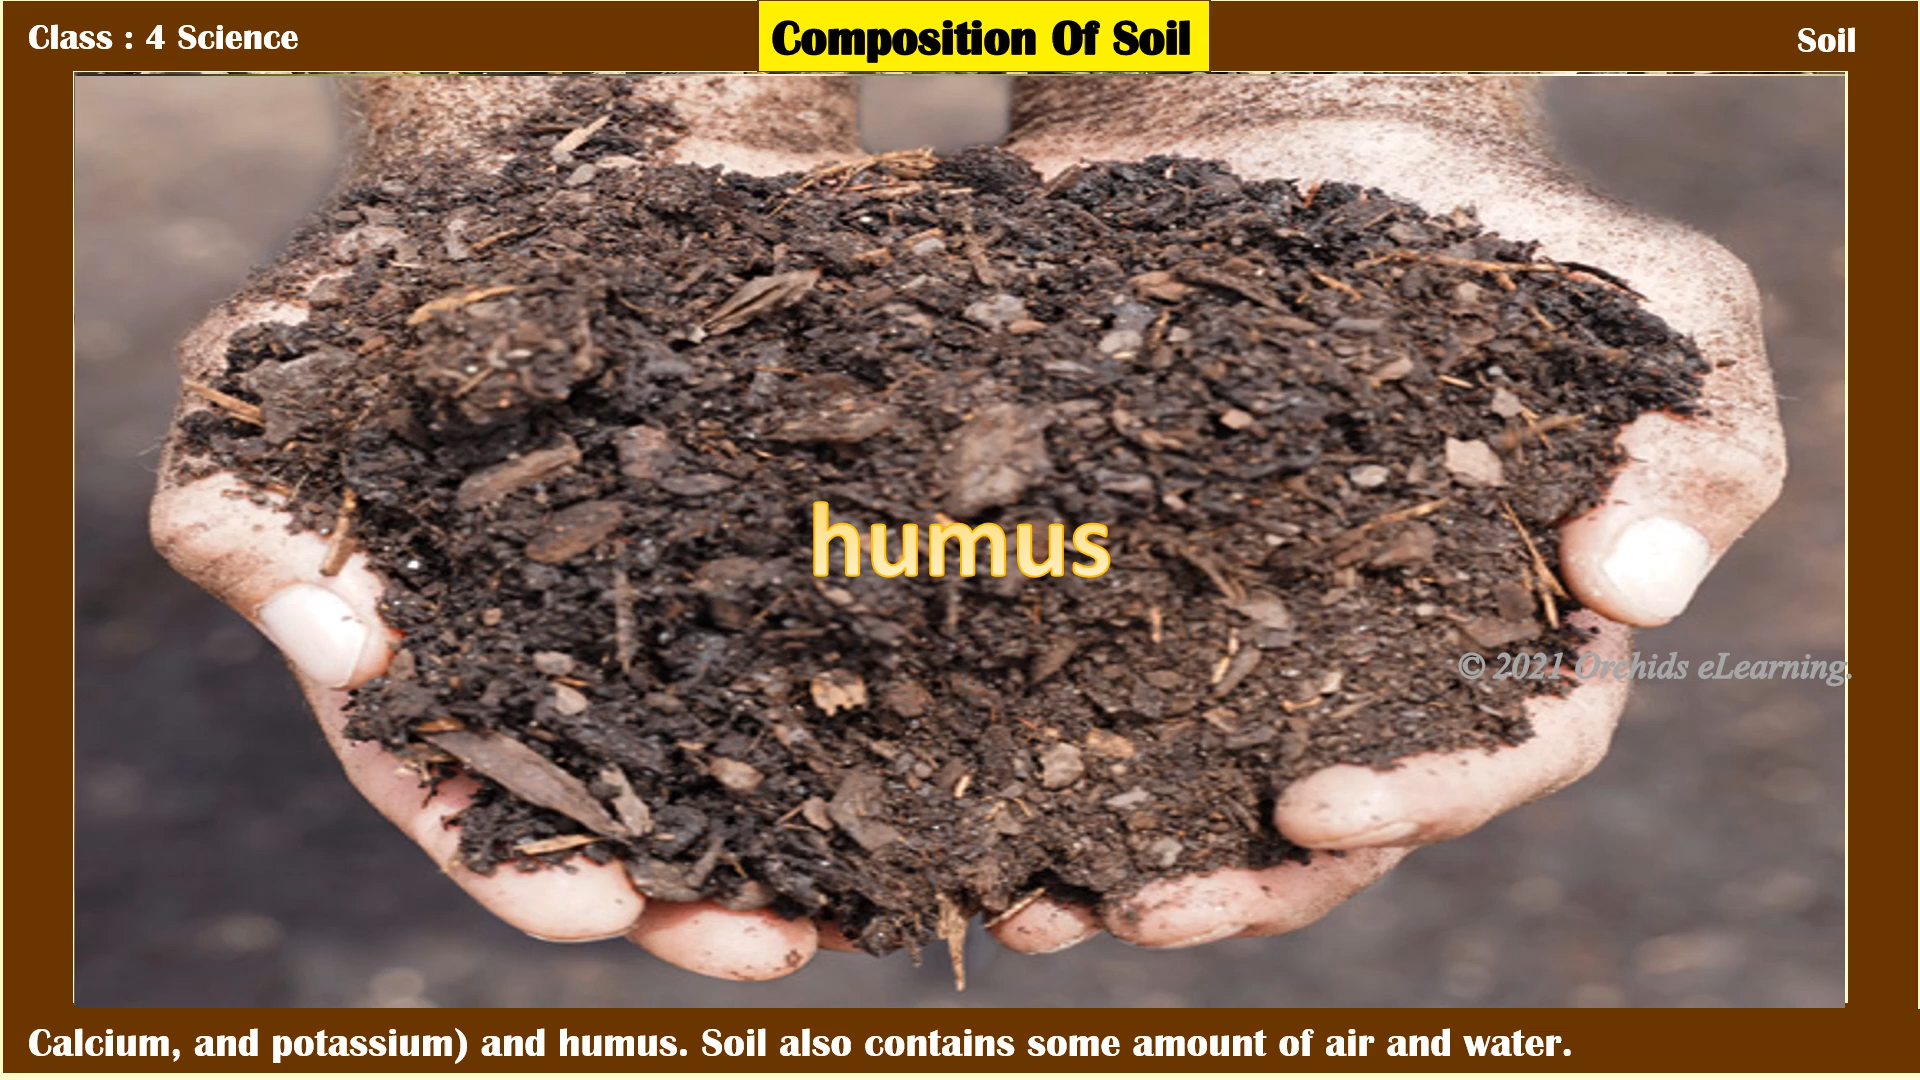 Class : 4 Science
Composition Of Soil
Soil
humus
© 2021 Orchids eLearning.
Calcium, and potassium) and humus. Soil also contains some amount of air and water.